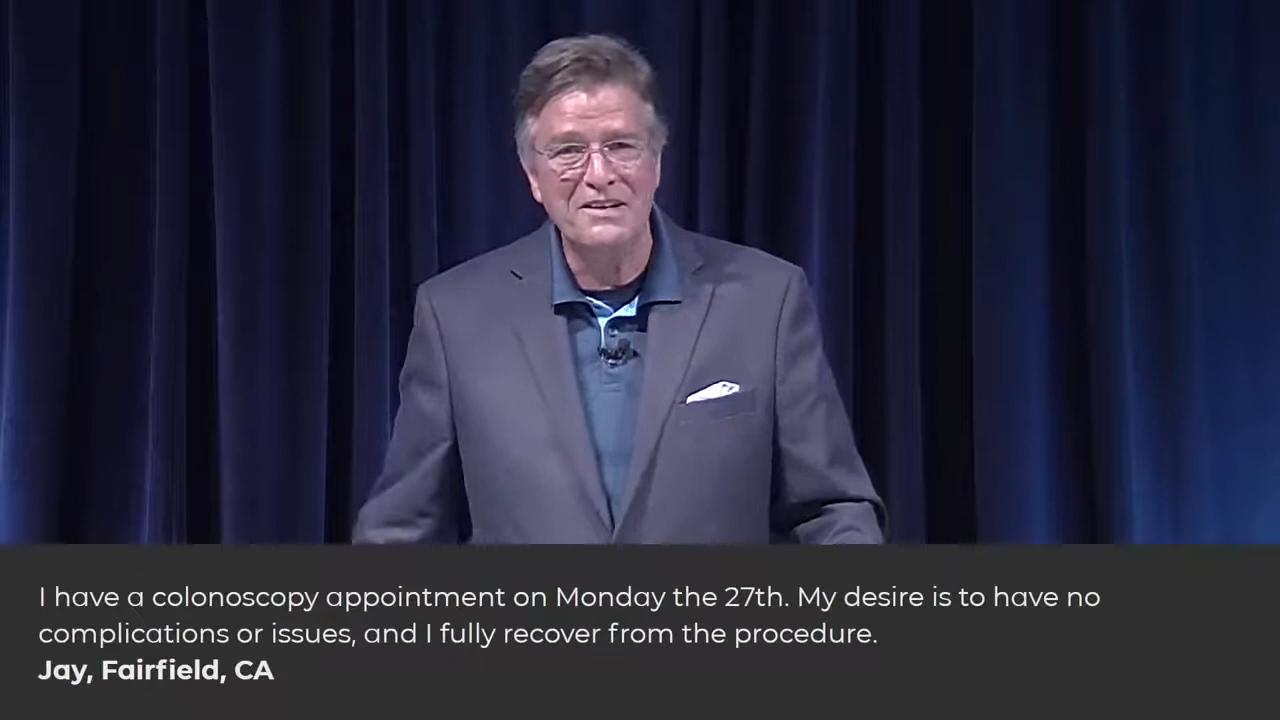 I have a colonoscopy appointment on Monday the 27th. My desire is to have no
complications or issues, and I fully recover from the procedure.
Jay, Fairfield, CA